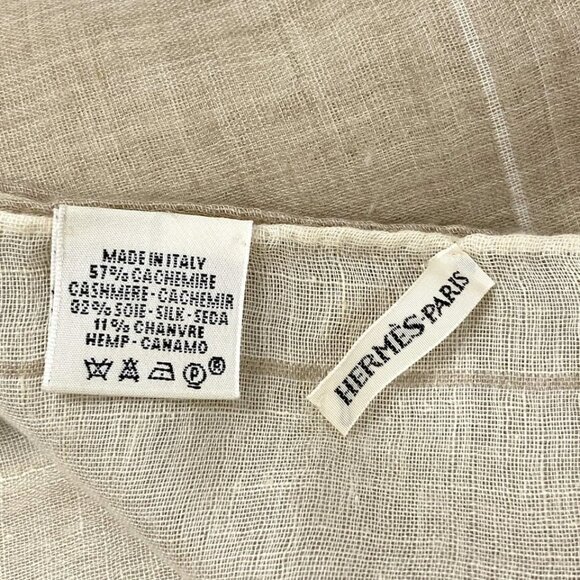 MADE IN ITALY
57% CACHEMIRE
CASHMERE - CACHEMIR
32% SOIE - SILK - SEDA
11% CHANVRE
HEMP - CANAMO
P ®
HERMÈS-PARIS